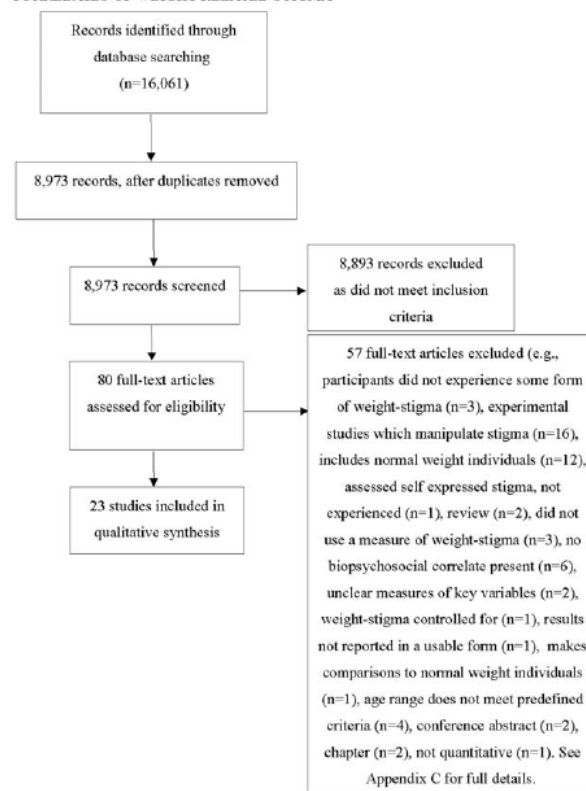 Records identified through
database searching
(n=16,061)
8,973 records, after duplicates removed
8,973 records screened
8,893 records excluded
as did not meet inclusion
criteria
80 full-text articles
assessed for eligibility
57 full-text articles excluded (e.g.,
participants did not experience some form
of weight-stigma (n=3), experimental
studies which manipulate stigma (n=16),
includes normal weight individuals (n=12),
assessed self expressed stigma, not
experienced (n=1), review (n=2), did not
use a measure of weight-stigma (n=3), no
biopsychosocial correlate present (n=6),
unclear measures of key variables (n=2),
weight-stigma controlled for (n=1), results
not reported in a usable form (n=1), makes
comparisons to normal weight individuals
(n=1), age range does not meet predefined
criteria (n=4), conference abstract (n=2),
chapter (n=2), not quantitative (n=1). See
Appendix C for full details.
23 studies included in
qualitative synthesis